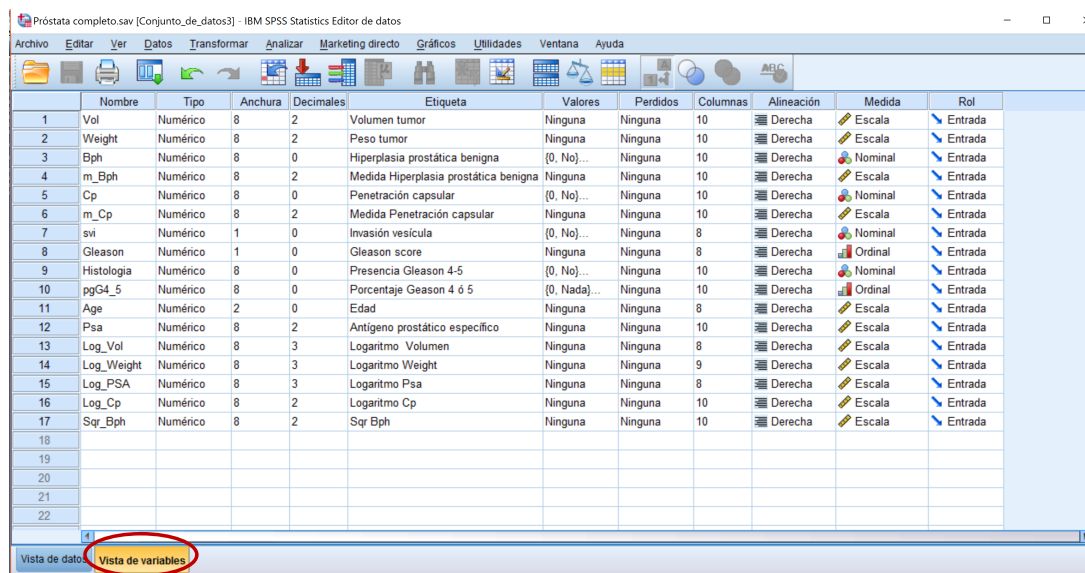 Próstata completo.sav [Conjunto_de_datos3] - IBM SPSS Statistics Editor de datos
Archivo Editar Ver Datos Transformar Analizar Marketing directo Gráficos Utilidades Ventana Ayuda
Nombre Tipo Anchura Decimales Etiqueta Valores Perdidos Columnas Alineación Medida Rol
1 Vol Numérico 8 2 Volumen tumor Ninguna Ninguna 10 Derecha Escala Entrada
2 Weight Numérico 8 2 Peso tumor Ninguna Ninguna 10 Derecha Escala Entrada
3 Bph Numérico 8 0 Hiperplasia prostática benigna {0, No}... Ninguna 10 Derecha Nominal Entrada
4 m_Bph Numérico 8 2 Medida Hiperplasia prostática benigna Ninguna Ninguna 10 Derecha Escala Entrada
5 Cp Numérico 8 0 Penetración capsular {0, No}... Ninguna 10 Derecha Nominal Entrada
6 m_Cp Numérico 8 2 Medida Penetración capsular Ninguna Ninguna 10 Derecha Escala Entrada
7 svi Numérico 1 0 Invasión vesícula {0, No}... Ninguna 8 Derecha Nominal Entrada
8 Gleason Numérico 1 0 Gleason score Ninguna Ninguna 8 Derecha Ordinal Entrada
9 Histologia Numérico 8 0 Presencia Gleason 4-5 {0, No}... Ninguna 10 Derecha Nominal Entrada
10 pgG4_5 Numérico 8 0 Porcentaje Geason 4 ó 5 {0, Nada}... Ninguna 10 Derecha Ordinal Entrada
11 Age Numérico 2 0 Edad Ninguna Ninguna 8 Derecha Escala Entrada
12 Psa Numérico 8 2 Antígeno prostático específico Ninguna Ninguna 10 Derecha Escala Entrada
13 Log_Vol Numérico 8 3 Logaritmo Volumen Ninguna Ninguna 8 Derecha Escala Entrada
14 Log_Weight Numérico 8 3 Logaritmo Weight Ninguna Ninguna 9 Derecha Escala Entrada
15 Log_PSA Numérico 8 3 Logaritmo Psa Ninguna Ninguna 8 Derecha Escala Entrada
16 Log_Cp Numérico 8 2 Logaritmo Cp Ninguna Ninguna 10 Derecha Escala Entrada
17 Sqr_Bph Numérico 8 2 Sqr Bph Ninguna Ninguna 10 Derecha Escala Entrada
18
19
20
21
22
Vista de datos Vista de variables